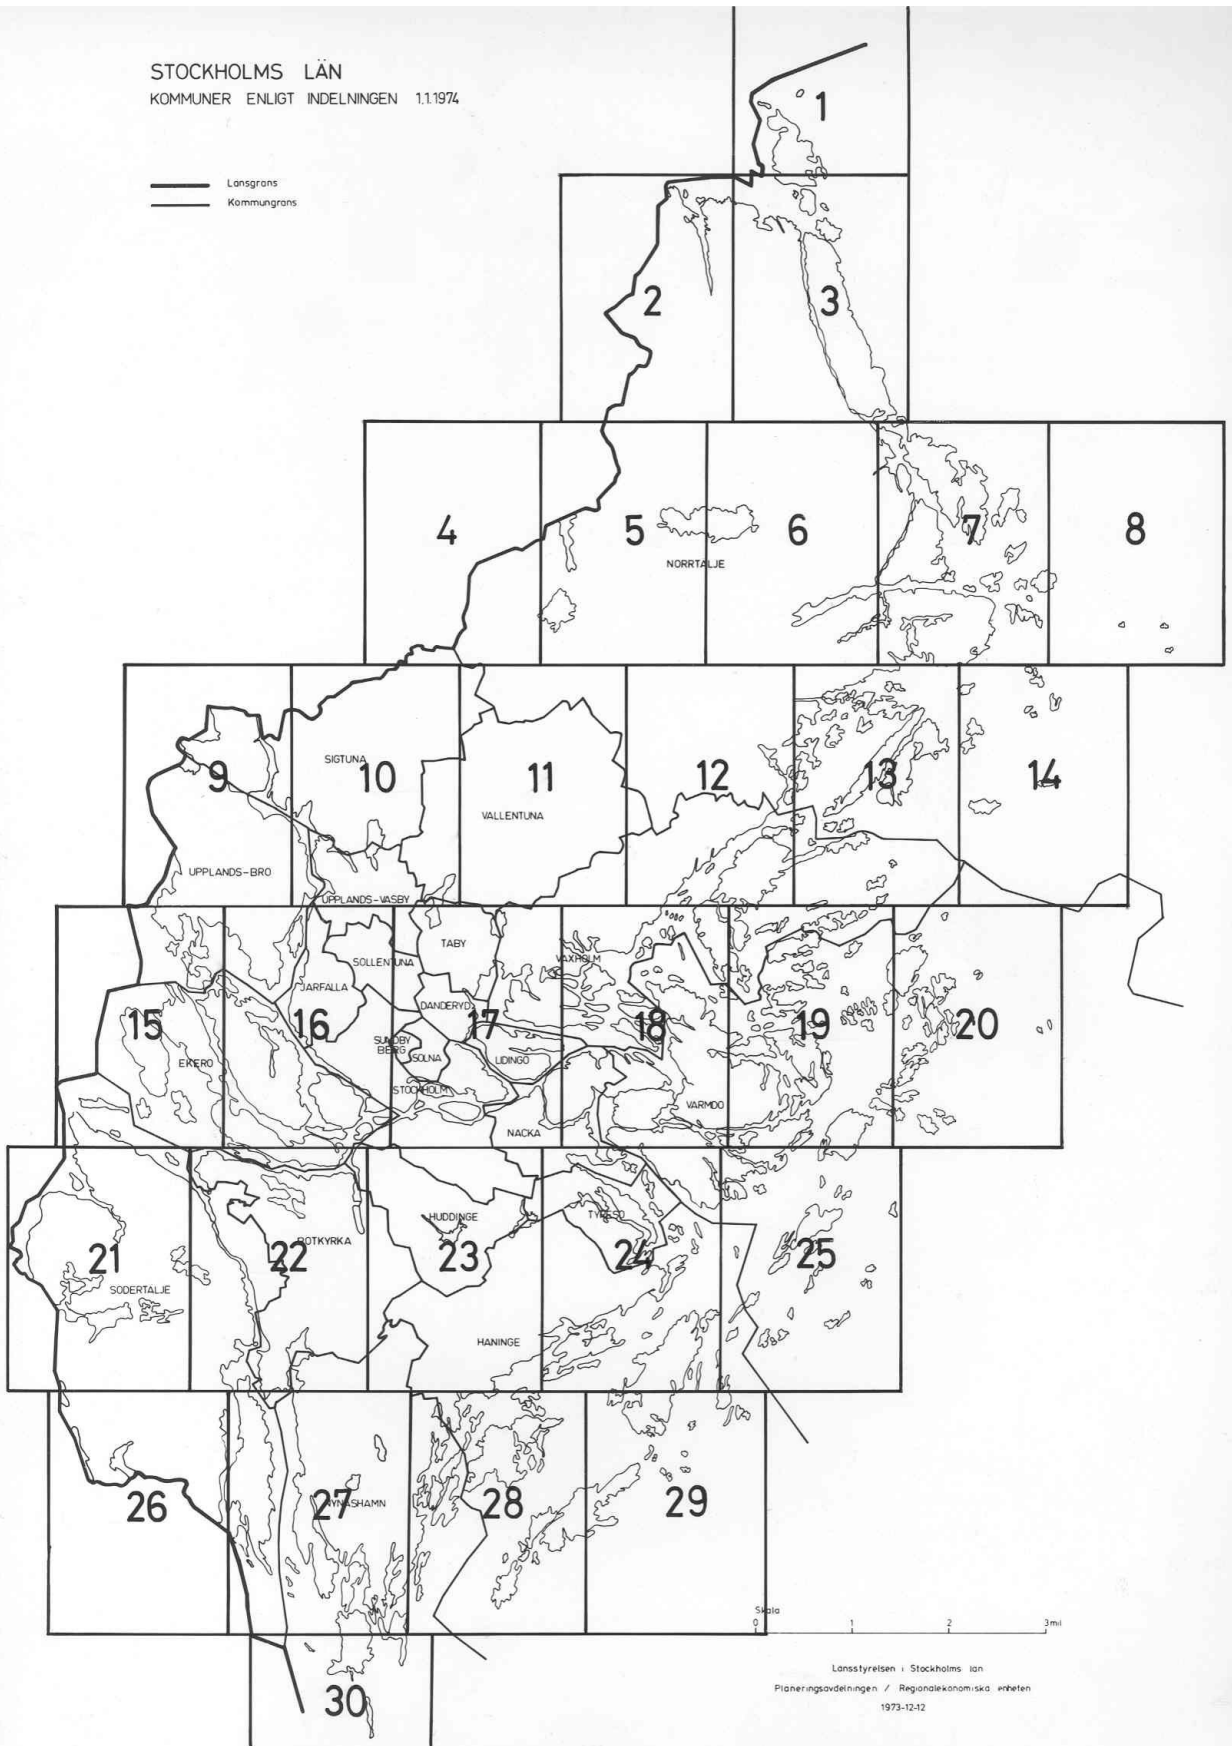 STOCKHOLMS LÄN
KOMMUNER ENLIGT INDELNINGEN 1.1.1974
Länsgräns
Kommungräns
1
2
3
4
5
6
7
8
NORRTÄLJE
9
SIGTUNA
10
11
12
13
14
VALLENTUNA
UPPLANDS-BRO
UPPLANDS-VÄSBY
TÄBY
SOLLENTUNA
VAXHOLM
JÄRFALLA
DANDERYD
15
16
17
18
19
20
SUNDBY
BERG
SOLNA
LIDINGÖ
EKERÖ
STOCKHOLM
VÄRMDÖ
NACKA
HUDDINGE
TYRESÖ
BOTKYRKA
21
22
23
24
25
SÖDERTÄLJE
HANINGE
26
27
NYNÄSHAMN
28
29
Skala
0 1 2 3 mil
Länsstyrelsen i Stockholms län
Planeringsavdelningen / Regionalekonomiska enheten
1973-12-12
30